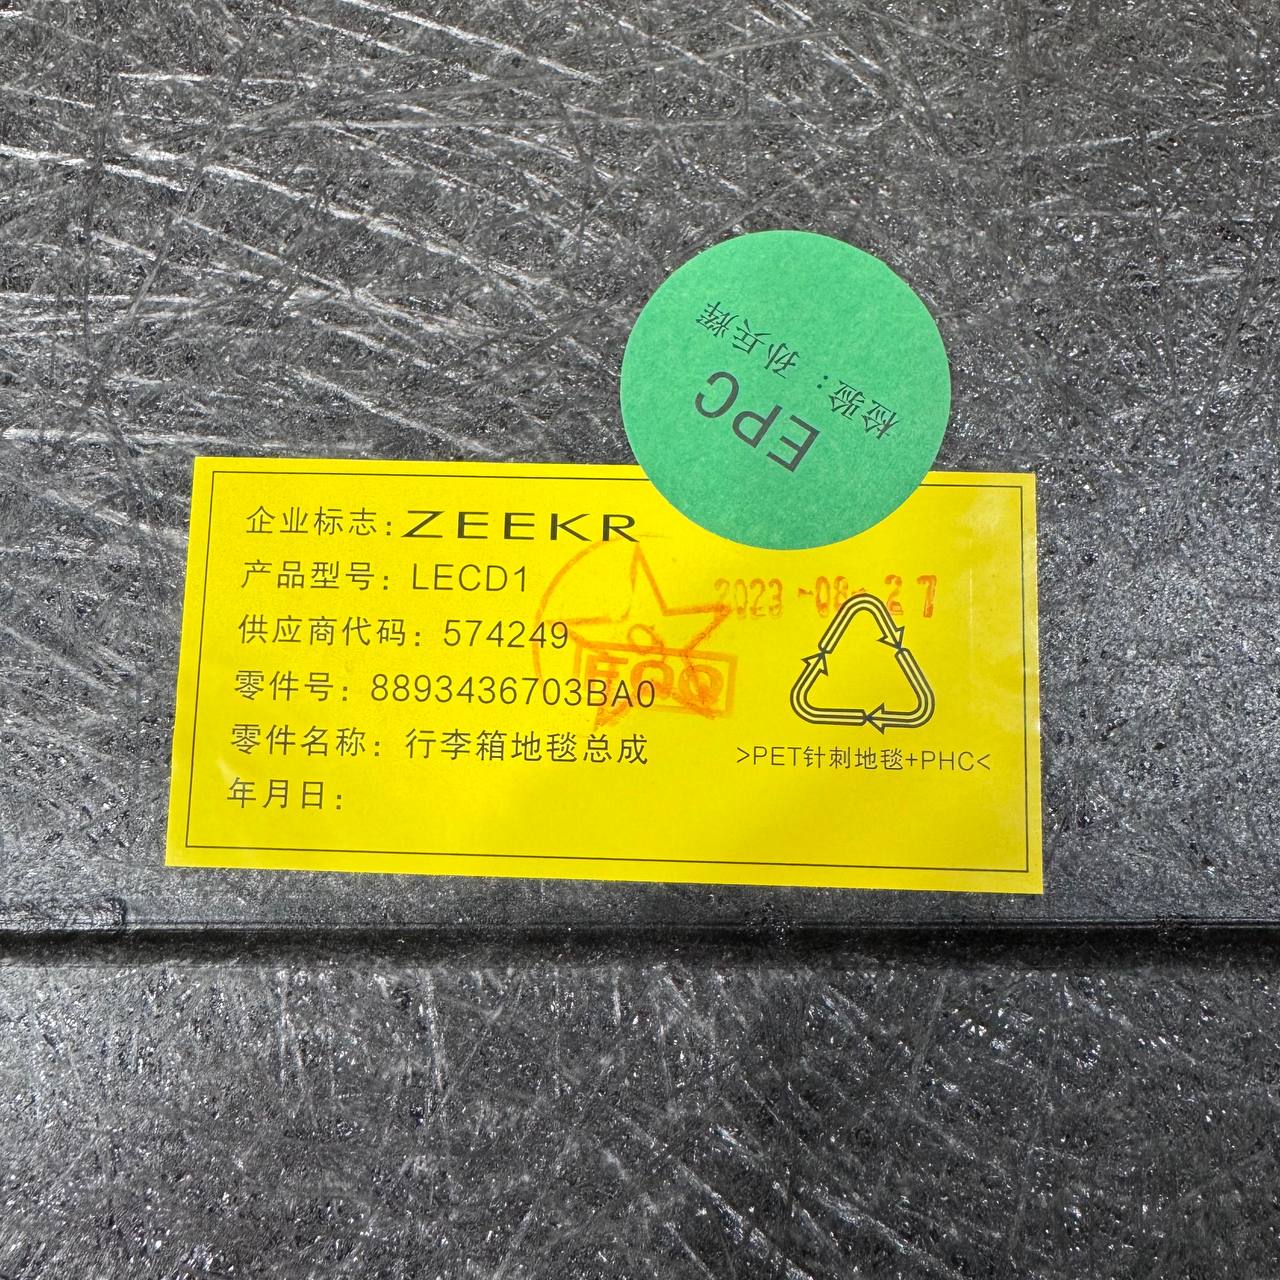 检验：孙兵辉
EPC
企业标志：ZEEKR
产品型号：LECD1
2023-08-27
供应商代码：574249
零件号：8893436703BA0
零件名称：行李箱地毯总成
>PET针刺地毯+PHC<
年月日：